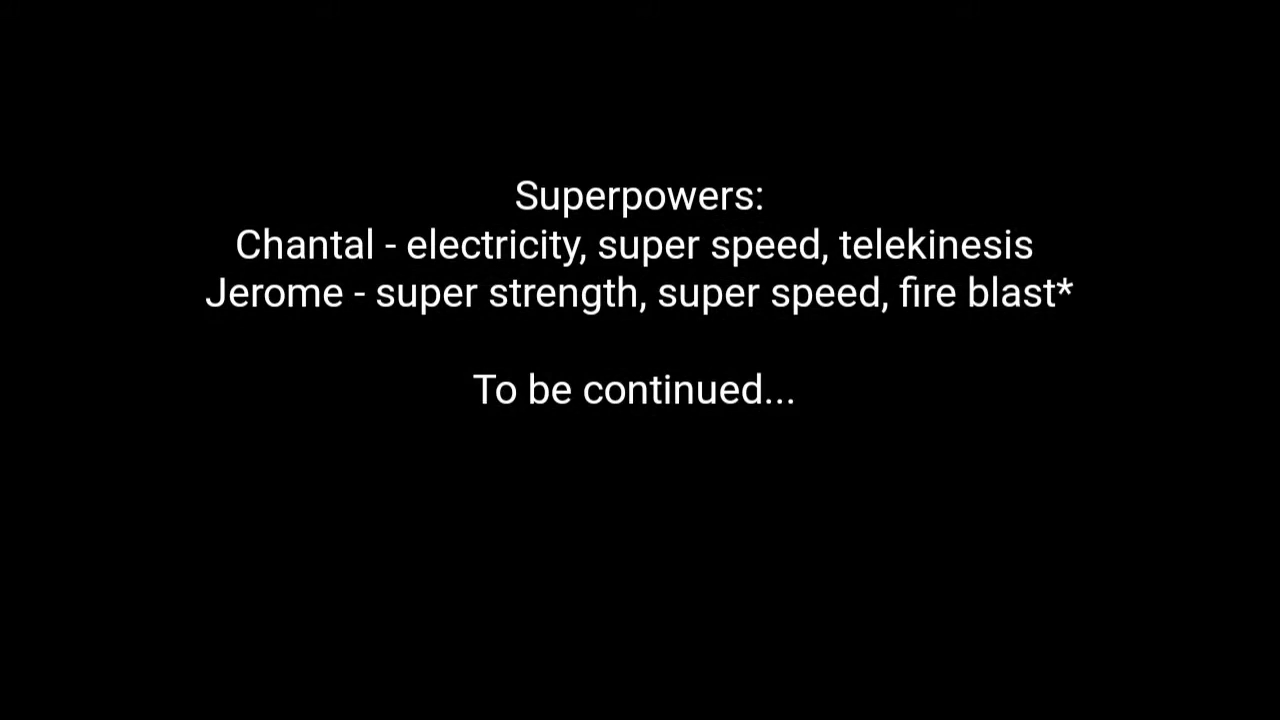 Superpowers:
Chantal - electricity, super speed, telekinesis
Jerome - super strength, super speed, fire blast*
To be continued...